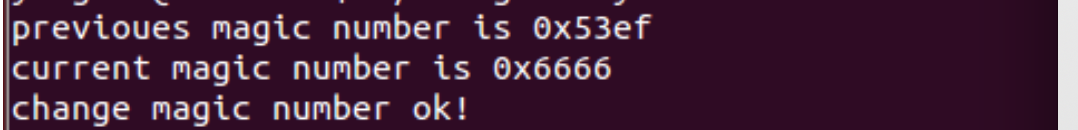 previoues magic number is 0x53ef
current magic number is 0x6666
change magic number ok!